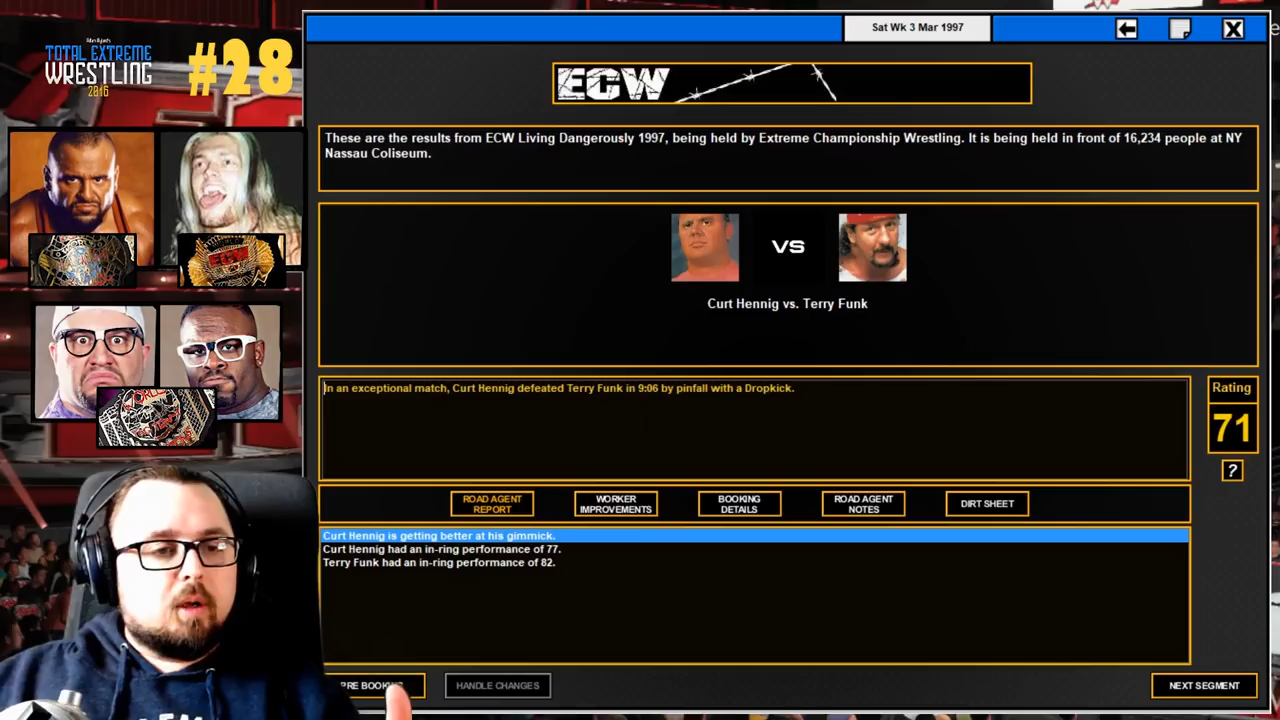 Adam Ryland's
TOTAL EXTREME
WRESTLING
2016
#28
Sat Wk 3 Mar 1997
ECW
These are the results from ECW Living Dangerously 1997, being held by Extreme Championship Wrestling. It is being held in front of 16,234 people at NY
Nassau Coliseum.
VS
Curt Hennig vs. Terry Funk
In an exceptional match, Curt Hennig defeated Terry Funk in 9:06 by pinfall with a Dropkick.
Rating
71
?
ROAD AGENT
REPORT
WORKER
IMPROVEMENTS
BOOKING
DETAILS
ROAD AGENT
NOTES
DIRT SHEET
Curt Hennig is getting better at his gimmick.
Curt Hennig had an in-ring performance of 77.
Terry Funk had an in-ring performance of 82.
HANDLE CHANGES
NEXT SEGMENT